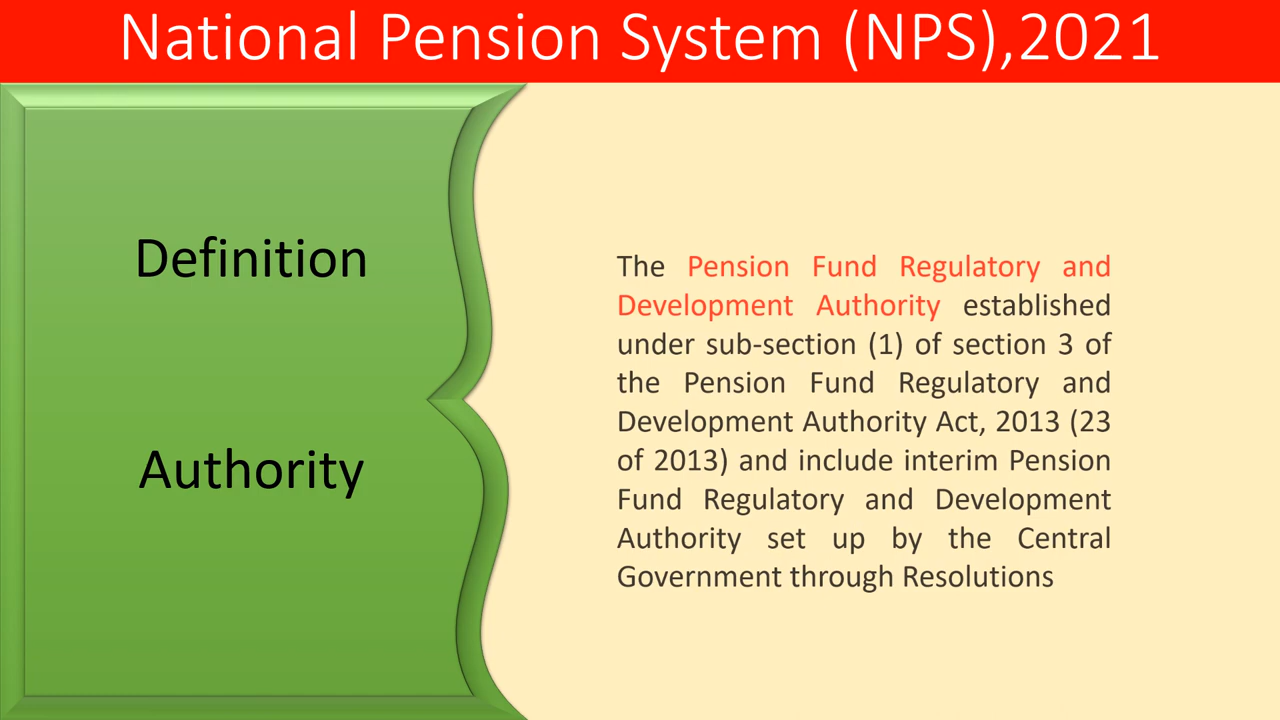 National Pension System (NPS),2021
Definition
Authority
The Pension Fund Regulatory and
Development Authority established
under sub-section (1) of section 3 of
the Pension Fund Regulatory and
Development Authority Act, 2013 (23
of 2013) and include interim Pension
Fund Regulatory and Development
Authority set up by the Central
Government through Resolutions